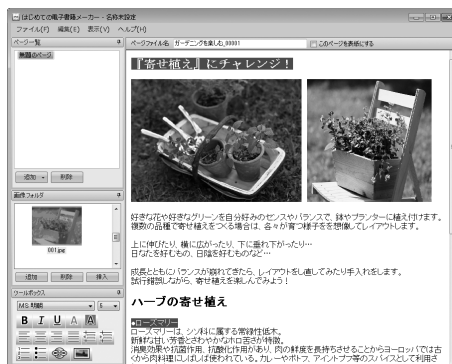 はじめての電子書籍メーカー - 名称未設定
ファイル(F) 編集(E) 表示(V) ヘルプ(H)
ページ一覧
無題のページ
追加 削除
画像フォルダ
001.jpg
追加 削除 挿入
ツールボックス
MS 明朝 5
B I U A A
ページファイル名 ガーデニングを楽しむ_00001 このページを表紙にする
『寄せ植え』にチャレンジ！
好きな花や好きなグリーンを自分好みのセンスやバランスで、鉢やプランターに植え付けます。
複数の品種で寄せ植えをつくる場合は、各々が育つ様子をを想像してレイアウトします。
上に伸びたり、横に広がったり、下に垂れ下がったり…
日なたを好むもの、日陰を好むものなど…
成長とともにバランスが崩れてきたら、レイアウトをし直してみたり手入れをします。
試行錯誤しながら、寄せ植えを楽しんでみよう！
ハーブの寄せ植え
●ローズマリー
ローズマリーは、シソ科に属する常緑性低木。
新鮮な甘い芳香とさわやかなホロ苦さが特徴。
消臭効果や抗菌作用、抗酸化作用があり、肉の鮮度を長持ちさせることからヨーロッパでは古
くから肉料理にしばしば使われている。カレーやポトフ、アイントプフ等のスパイスとして利用さ